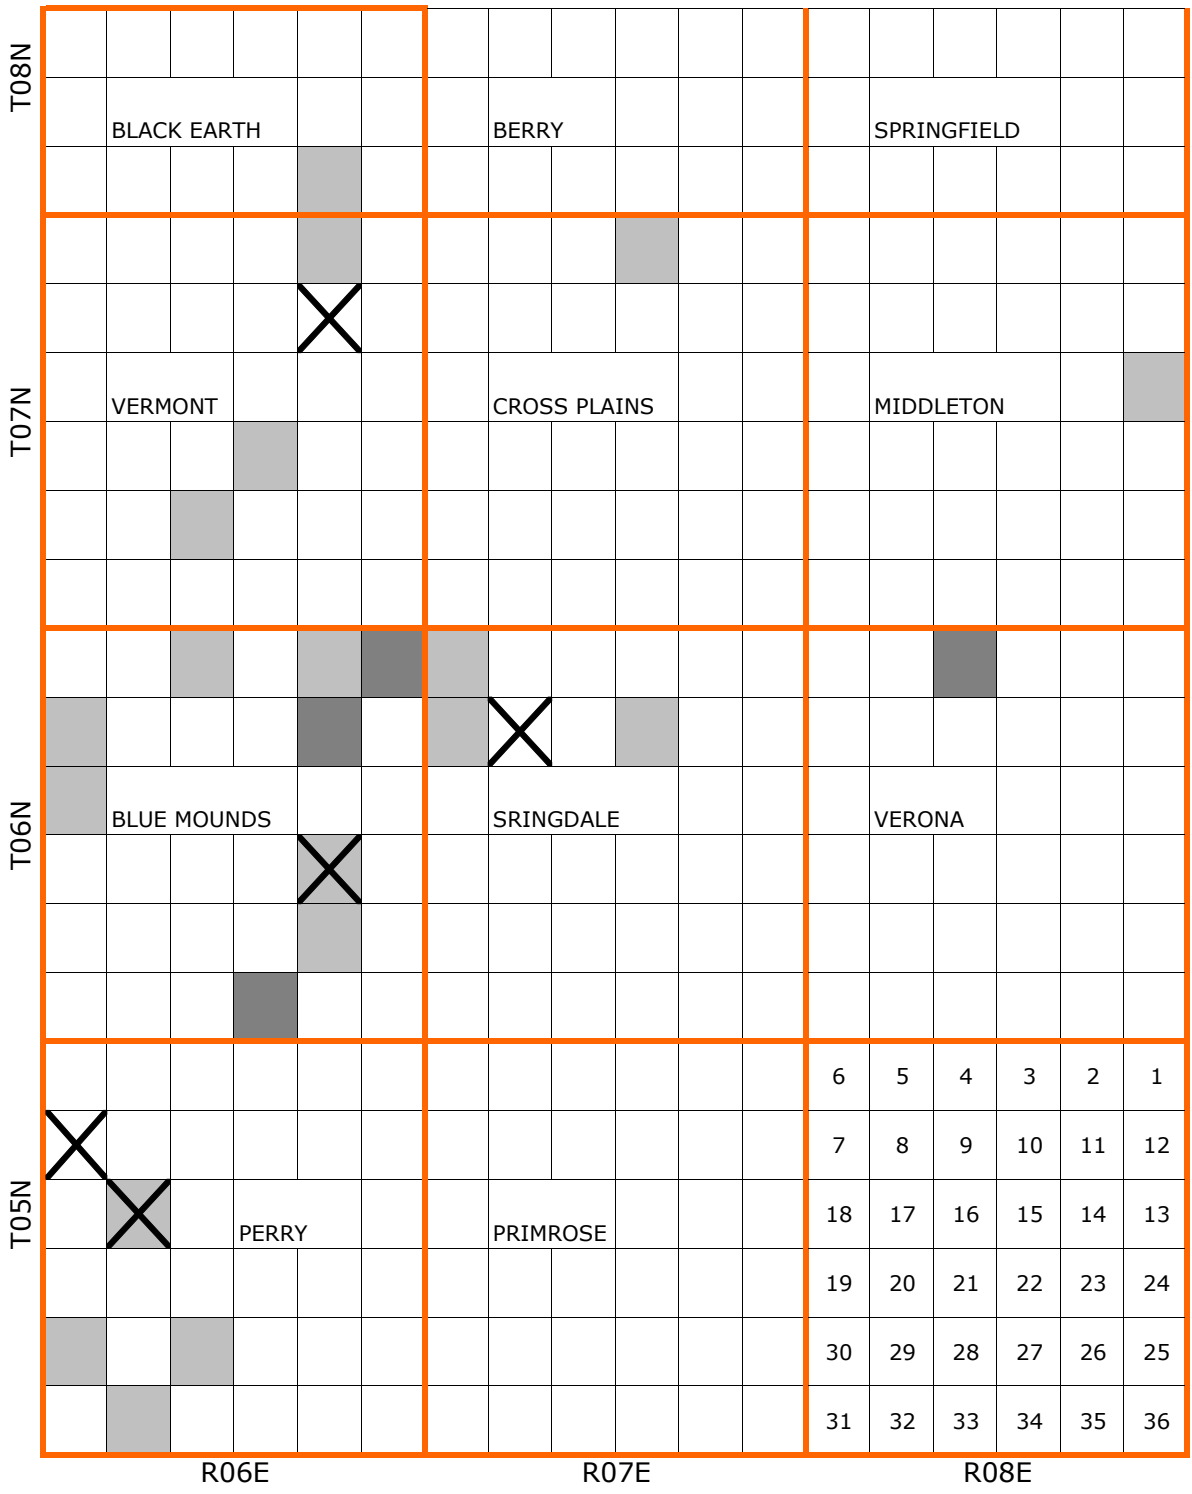 T08N
BLACK EARTH
BERRY
SPRINGFIELD
T07N
VERMONT
CROSS PLAINS
MIDDLETON
T06N
BLUE MOUNDS
SRINGDALE
VERONA
T05N
PERRY
PRIMROSE
6 5 4 3 2 1
7 8 9 10 11 12
18 17 16 15 14 13
19 20 21 22 23 24
30 29 28 27 26 25
31 32 33 34 35 36
R06E R07E R08E